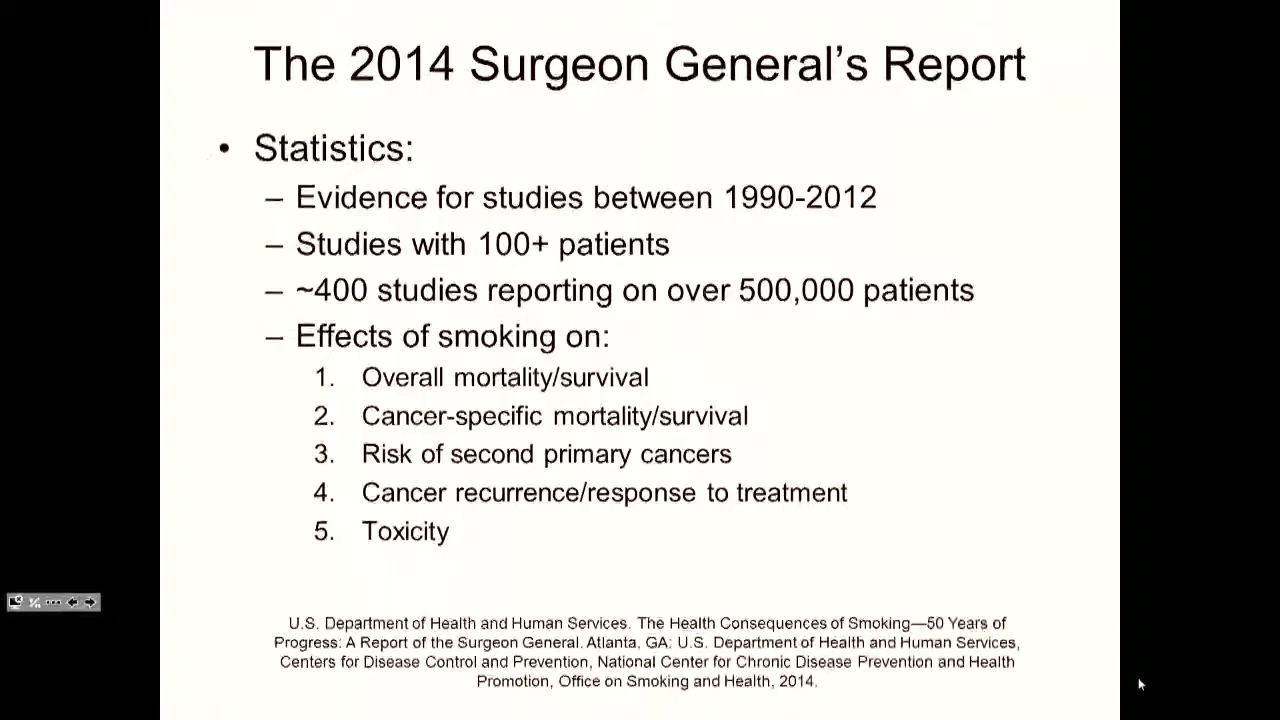 The 2014 Surgeon General’s Report
• Statistics:
– Evidence for studies between 1990-2012
– Studies with 100+ patients
– ~400 studies reporting on over 500,000 patients
– Effects of smoking on:
1. Overall mortality/survival
2. Cancer-specific mortality/survival
3. Risk of second primary cancers
4. Cancer recurrence/response to treatment
5. Toxicity
U.S. Department of Health and Human Services. The Health Consequences of Smoking—50 Years of
Progress: A Report of the Surgeon General. Atlanta, GA: U.S. Department of Health and Human Services,
Centers for Disease Control and Prevention, National Center for Chronic Disease Prevention and Health
Promotion, Office on Smoking and Health, 2014.